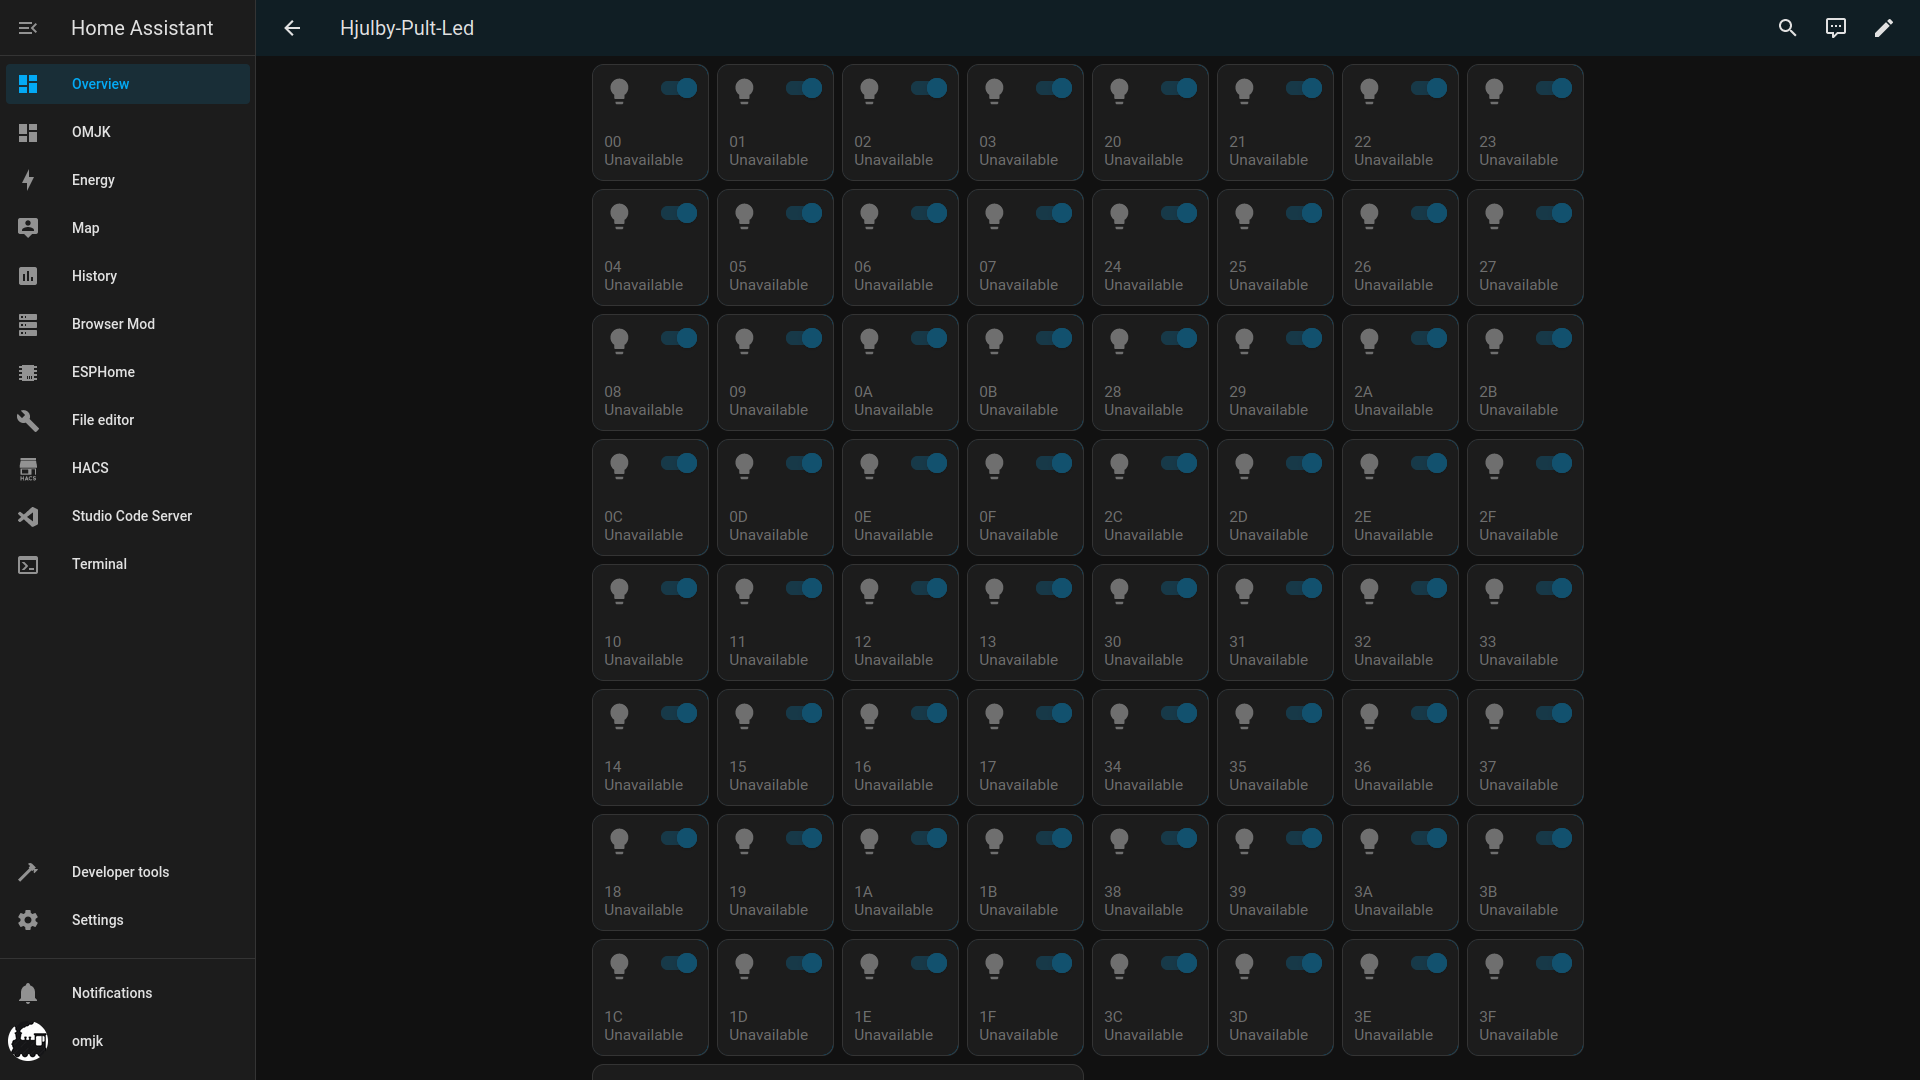 Home Assistant
Hjulby-Pult-Led
Overview
OMJK
Energy
Map
History
Browser Mod
ESPHome
File editor
HACS
HACS
Studio Code Server
Terminal
Developer tools
Settings
Notifications
omjk
00 01 02 03 20 21 22 23
Unavailable Unavailable Unavailable Unavailable Unavailable Unavailable Unavailable Unavailable
04 05 06 07 24 25 26 27
Unavailable Unavailable Unavailable Unavailable Unavailable Unavailable Unavailable Unavailable
08 09 0A 0B 28 29 2A 2B
Unavailable Unavailable Unavailable Unavailable Unavailable Unavailable Unavailable Unavailable
0C 0D 0E 0F 2C 2D 2E 2F
Unavailable Unavailable Unavailable Unavailable Unavailable Unavailable Unavailable Unavailable
10 11 12 13 30 31 32 33
Unavailable Unavailable Unavailable Unavailable Unavailable Unavailable Unavailable Unavailable
14 15 16 17 34 35 36 37
Unavailable Unavailable Unavailable Unavailable Unavailable Unavailable Unavailable Unavailable
18 19 1A 1B 38 39 3A 3B
Unavailable Unavailable Unavailable Unavailable Unavailable Unavailable Unavailable Unavailable
1C 1D 1E 1F 3C 3D 3E 3F
Unavailable Unavailable Unavailable Unavailable Unavailable Unavailable Unavailable Unavailable